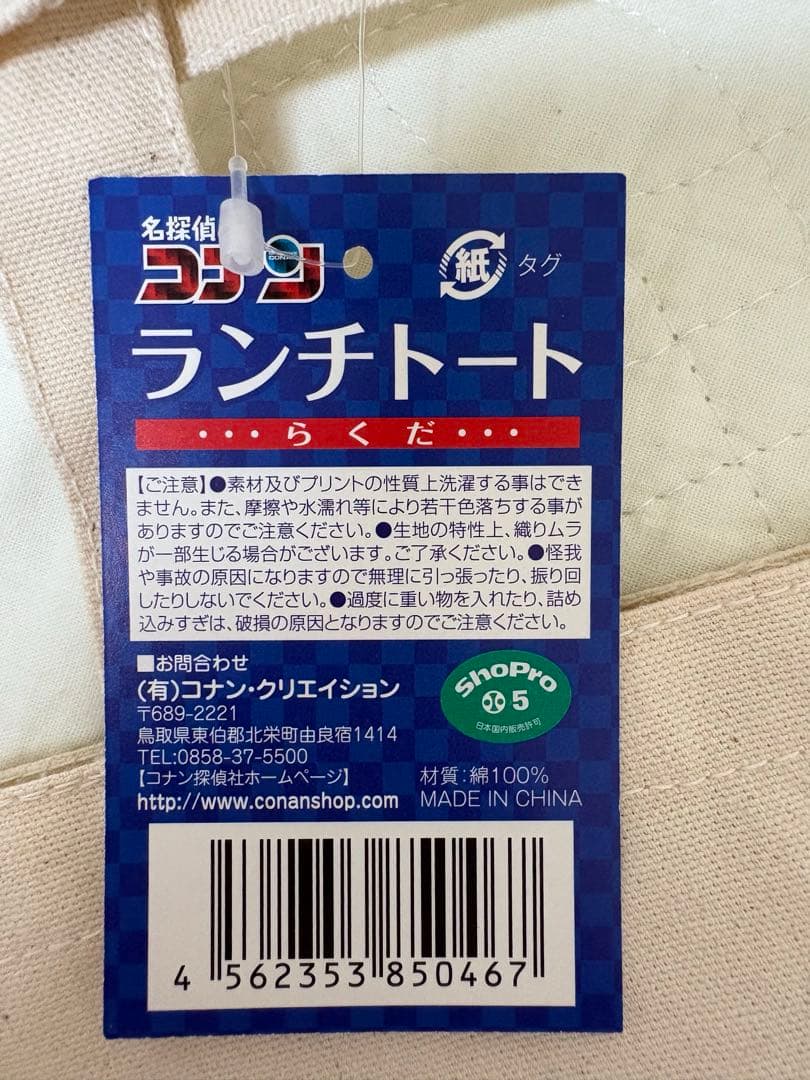 名探偵
コナン
紙 タグ
ランチトート
・・・らくだ・・・
【ご注意】●素材及びプリントの性質上洗濯する事はでき
ません。また、摩擦や水濡れ等により若干色落ちする事が
ありますのでご注意ください。●生地の特性上、織りムラ
が一部生じる場合がございます。ご了承ください。●怪我
や事故の原因になりますので無理に引っ張ったり、振り回
したりしないでください。●過度に重い物を入れたり、詰め
込みすぎは、破損の原因となりますのでご注意ください。
■お問合わせ
(有)コナン・クリエイション
〒689-2221
鳥取県東伯郡北栄町由良宿1414
TEL:0858-37-5500
【コナン探偵社ホームページ】
http://www.conanshop.com
ShoPro
5
日本国内販売許可
材質:綿100%
MADE IN CHINA
4 562353 850467